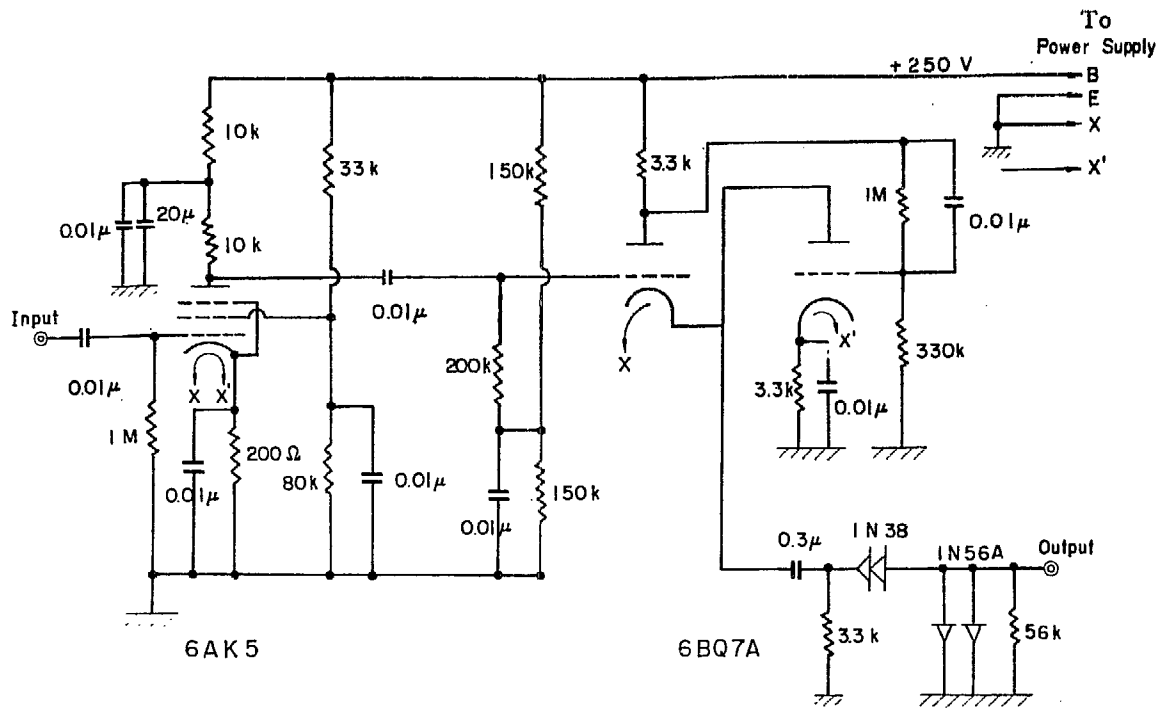 To
Power Supply
+250 V
B
E
X
X'
10k
33k
150k
3.3k
1M
0.01μ
0.01μ
20μ
10k
0.01μ
Input
X
X'
200k
330k
3.3k
0.01μ
0.01μ
1M
X
X'
200Ω
0.01μ
80k
0.01μ
0.01μ
150k
0.3μ
1N38
1N56A
Output
3.3k
56k
6AK5
6BQ7A